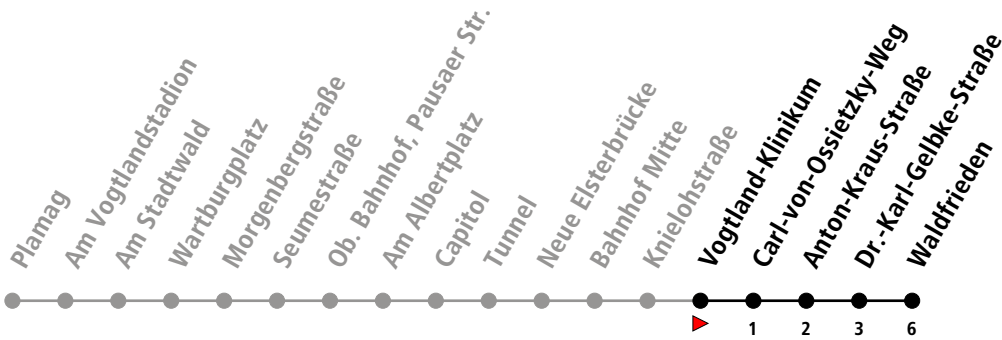 Plamag
Am Vogtlandstadion
Am Stadtwald
Wartburgplatz
Morgenbergstraße
Seumestraße
Ob. Bahnhof, Pausaer Str.
Am Albertplatz
Capitol
Tunnel
Neue Elsterbrücke
Bahnhof Mitte
Knielohstraße
Vogtland-Klinikum
Carl-von-Ossietzky-Weg
Anton-Kraus-Straße
Dr.-Karl-Gelbke-Straße
Waldfrieden
1 2 3 6